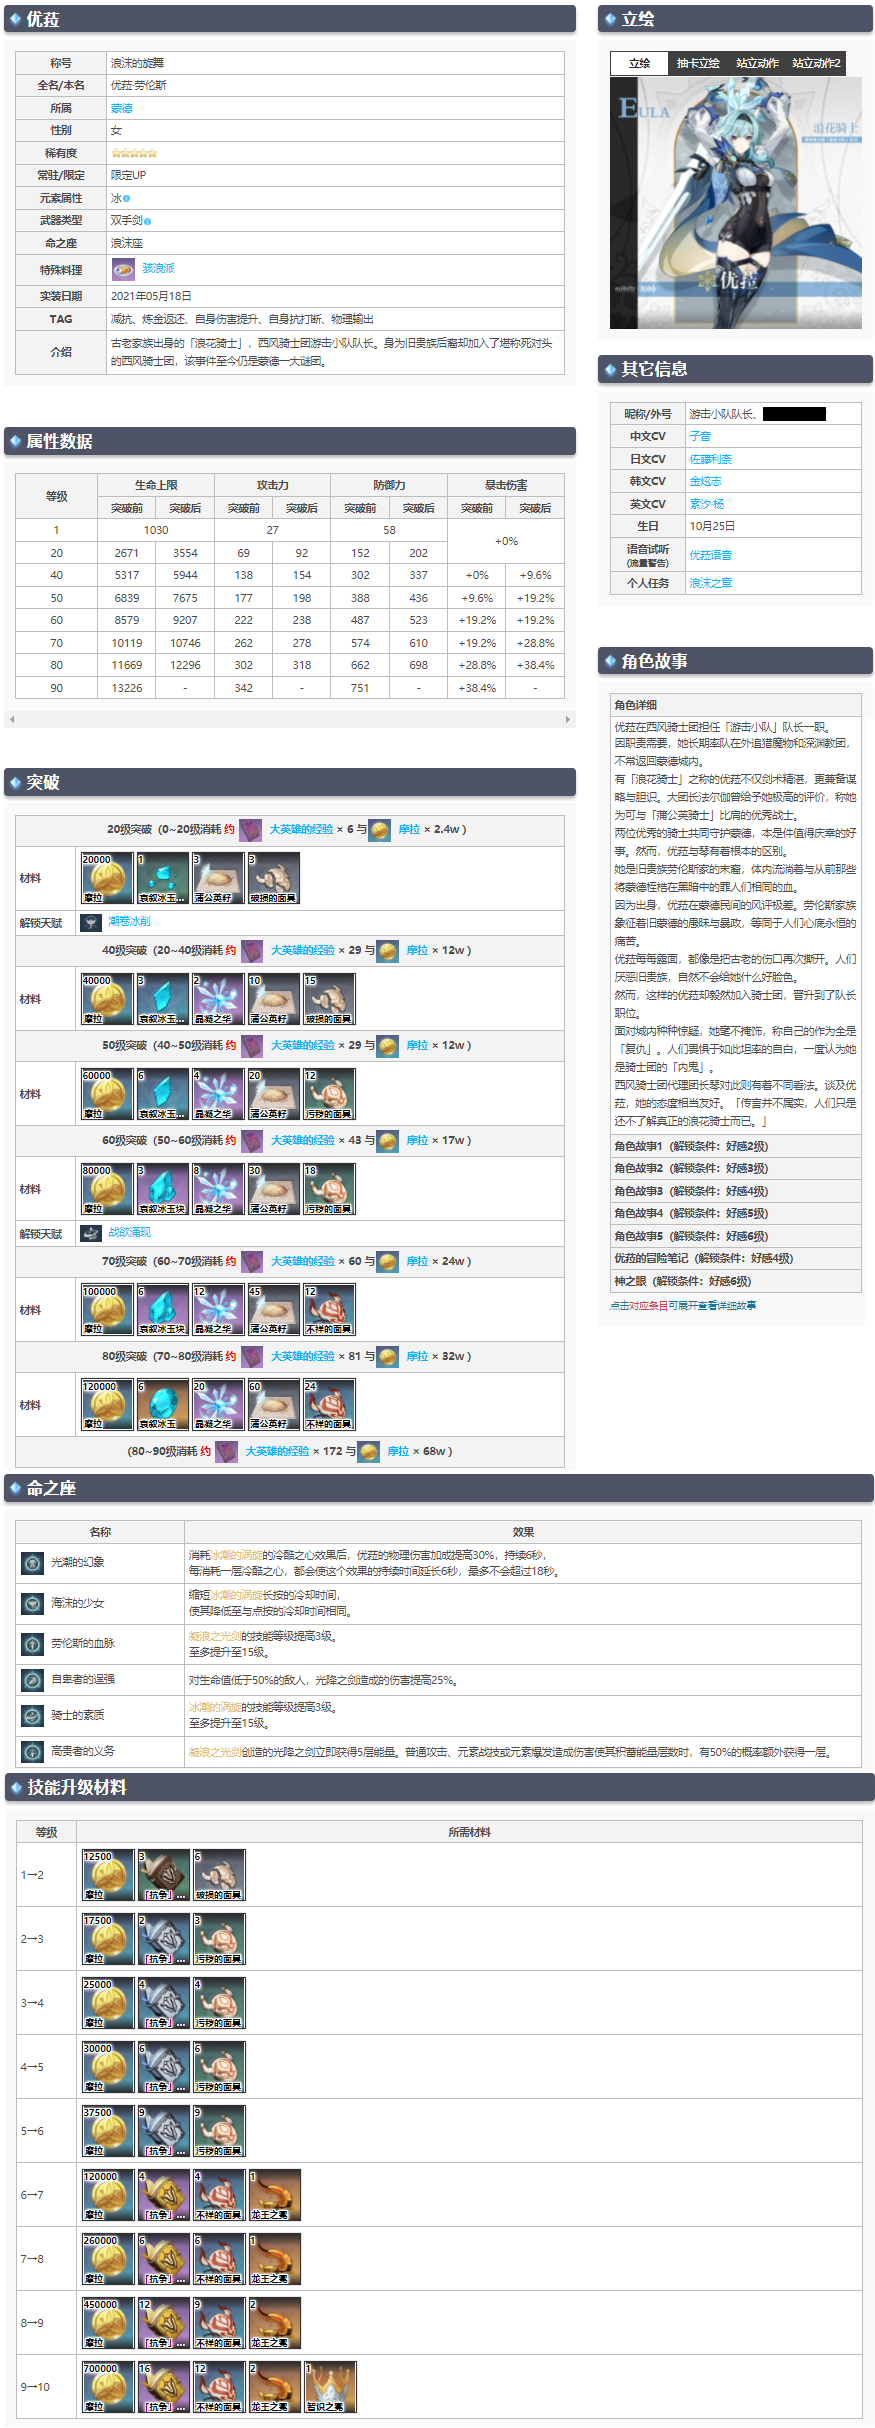 优菈
称号 浪沫的旋舞
全名/本名 优菈·劳伦斯
所属 蒙德
性别 女
稀有度
常驻/限定 限定UP
元素属性 冰
武器类型 双手剑
命之座 浪沫座
特殊料理 骇浪派
实装日期 2021年05月18日
TAG 减抗、炼金返还、自身伤害提升、自身抗打断、物理输出
介绍 古老家族出身的「浪花骑士」，西风骑士团游击小队队长。身为旧贵族后裔却加入了堪称死对头
的西风骑士团，该事件至今仍是蒙德一大谜团。
属性数据
等级 生命上限 攻击力 防御力 暴击伤害
突破前 突破后 突破前 突破后 突破前 突破后 突破前 突破后
1 1030 27 58 +0%
20 2671 3554 69 92 152 202
40 5317 5944 138 154 302 337 +0% +9.6%
50 6839 7675 177 198 388 436 +9.6% +19.2%
60 8579 9207 222 238 487 523 +19.2% +19.2%
70 10119 10746 262 278 574 610 +19.2% +28.8%
80 11669 12296 302 318 662 698 +28.8% +38.4%
90 13226 - 342 - 751 - +38.4% -
突破
20级突破（0~20级消耗 约 大英雄的经验 × 6 与 摩拉 × 2.4w ）
材料 20000 摩拉 1 哀叙冰玉... 3 蒲公英籽 3 破损的面具
解锁天赋 潮卷冰削
40级突破（20~40级消耗 约 大英雄的经验 × 29 与 摩拉 × 12w ）
材料 40000 摩拉 3 哀叙冰玉... 2 晶凝之华 10 蒲公英籽 15 破损的面具
50级突破（40~50级消耗 约 大英雄的经验 × 29 与 摩拉 × 12w ）
材料 60000 摩拉 6 哀叙冰玉... 4 晶凝之华 20 蒲公英籽 12 污秽的面具
60级突破（50~60级消耗 约 大英雄的经验 × 43 与 摩拉 × 17w ）
材料 80000 摩拉 3 哀叙冰玉块 8 晶凝之华 30 蒲公英籽 18 污秽的面具
解锁天赋 战欲涌现
70级突破（60~70级消耗 约 大英雄的经验 × 60 与 摩拉 × 24w ）
材料 100000 摩拉 6 哀叙冰玉块 12 晶凝之华 45 蒲公英籽 12 不祥的面具
80级突破（70~80级消耗 约 大英雄的经验 × 81 与 摩拉 × 32w ）
材料 120000 摩拉 6 哀叙冰玉 20 晶凝之华 60 蒲公英籽 24 不祥的面具
（80~90级消耗 约 大英雄的经验 × 172 与 摩拉 × 68w ）
立绘
立绘 抽卡立绘 站立动作 站立动作2
EULA
浪花骑士
优菈
其它信息
昵称/外号 游击小队队长、
中文CV 子音
日文CV 佐藤利奈
韩文CV 金炫志
英文CV 素汐·杨
生日 10月25日
语音试听
(流量警告) 优菈语音
个人任务 浪沫之章
角色故事
角色详细
优菈在西风骑士团担任「游击小队」队长一职。
因职责需要，她长期率队在外追猎魔物和深渊教团，
不常返回蒙德城内。
有「浪花骑士」之称的优菈不仅剑术精湛，更兼备谋
略与胆识。大团长法尔伽曾给予她极高的评价，称她
为可与「蒲公英骑士」比肩的优秀战士。
两位优秀的骑士共同守护蒙德，本是件值得庆幸的好
事。然而，优菈与琴有着根本的区别。
她是旧贵族劳伦斯家的末裔，体内流淌着与从前那些
将蒙德桎梏在黑暗中的罪人们相同的血。
因为出身，优菈在蒙德民间的风评极差。劳伦斯家族
象征着旧蒙德的愚昧与暴政，等同于人们心底永恒的
痛苦。
优菈每每露面，都像是把古老的伤口再次撕开。人们
厌恶旧贵族，自然不会给她什么好脸色。
然而，这样的优菈却毅然加入骑士团，晋升到了队长
职位。
面对城内种种惊疑，她毫不掩饰，称自己的作为全是
「复仇」。人们畏惧于如此坦率的自白，一度认为她
是骑士团的「内鬼」。
西风骑士团代理团长琴对此则有着不同看法。谈及优
菈，她的态度相当友好。「传言并不属实，人们只是
还不了解真正的浪花骑士而已。」
角色故事1（解锁条件：好感2级）
角色故事2（解锁条件：好感3级）
角色故事3（解锁条件：好感4级）
角色故事4（解锁条件：好感5级）
角色故事5（解锁条件：好感6级）
优菈的冒险笔记（解锁条件：好感4级）
神之眼（解锁条件：好感6级）
点击对应条目可展开查看详细故事
命之座
名称 效果
光潮的幻象 消耗冰潮的涡旋的冷酷之心效果后，优菈的物理伤害加成提高30%，持续6秒，
每消耗一层冷酷之心，都会使这个效果的持续时间延长6秒，最多不会超过18秒。
海沫的少女 缩短冰潮的涡旋长按的冷却时间，
使其降低至与点按的冷却时间相同。
劳伦斯的血脉 凝浪之光剑的技能等级提高3级。
至多提升至15级。
自卑者的逞强 对生命值低于50%的敌人，光降之剑造成的伤害提高25%。
骑士的素质 冰潮的涡旋的技能等级提高3级。
至多提升至15级。
高贵者的义务 凝浪之光剑创造的光降之剑立即获得5层能量。普通攻击、元素战技或元素爆发造成伤害使其积蓄能量层数时，有50%的概率额外获得一层。
技能升级材料
等级 所需材料
1→2 12500 摩拉 3 「抗争」... 6 破损的面具
2→3 17500 摩拉 2 「抗争」... 3 污秽的面具
3→4 25000 摩拉 4 「抗争」... 4 污秽的面具
4→5 30000 摩拉 6 「抗争」... 6 污秽的面具
5→6 37500 摩拉 9 「抗争」... 9 污秽的面具
6→7 120000 摩拉 4 「抗争」... 4 不祥的面具 1 龙王之冕
7→8 260000 摩拉 6 「抗争」... 6 不祥的面具 1 龙王之冕
8→9 450000 摩拉 12 「抗争」... 9 不祥的面具 2 龙王之冕
9→10 700000 摩拉 16 「抗争」... 12 不祥的面具 2 龙王之冕 1 智识之冕